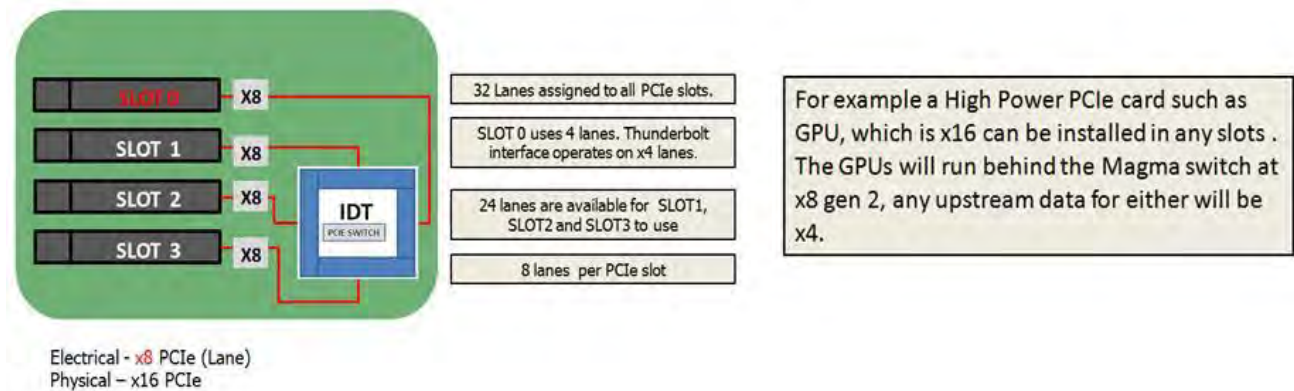 SLOT 0
X8
SLOT 1
X8
SLOT 2
X8
SLOT 3
X8
IDT
PCIE SWITCH
32 Lanes assigned to all PCIe slots.
SLOT 0 uses 4 lanes. Thunderbolt
interface operates on x4 lanes.
24 lanes are available for SLOT1,
SLOT2 and SLOT3 to use
8 lanes per PCIe slot
For example a High Power PCIe card such as
GPU, which is x16 can be installed in any slots .
The GPUs will run behind the Magma switch at
x8 gen 2, any upstream data for either will be
x4.
Electrical - x8 PCIe (Lane)
Physical – x16 PCIe